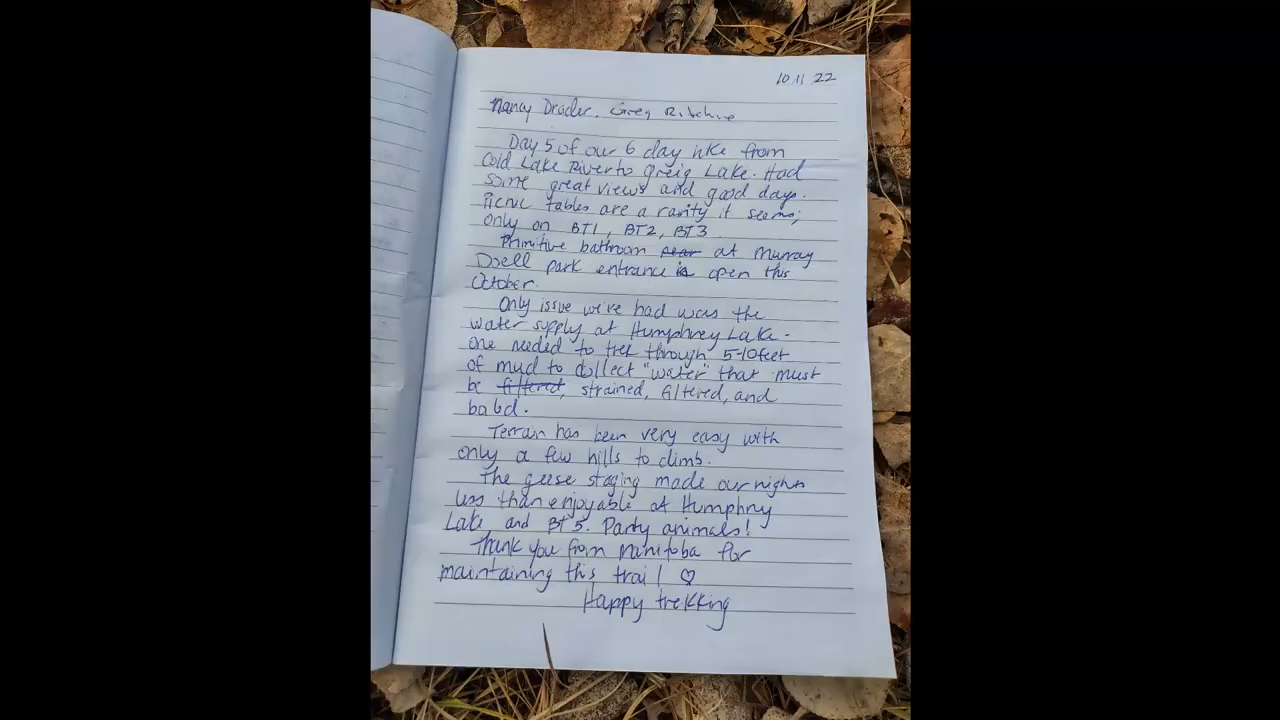 10 11 22
Nancy Drader, Greg Ritchie
Day 5 of our 6 day hike from
Cold Lake River to Greig Lake. Had
some great views and good days.
Picnic tables are a rarity it seems;
only on BT1, BT2, BT3
Primitive bathroom near at Murray
Doell park entrance is open this
October.
Only issue we've had was the
water supply at Humphrey Lake -
one needed to trek through 5-10feet
of mud to collect "water" that must
be filtered, strained, filtered, and
boiled.
Terrain has been very easy with
only a few hills to climb.
The geese staging made our nights
less than enjoyable at Humphry
Lake and BT 5. Party animals!
Thank you from Manitoba for
maintaining this trail ♡
Happy trekking